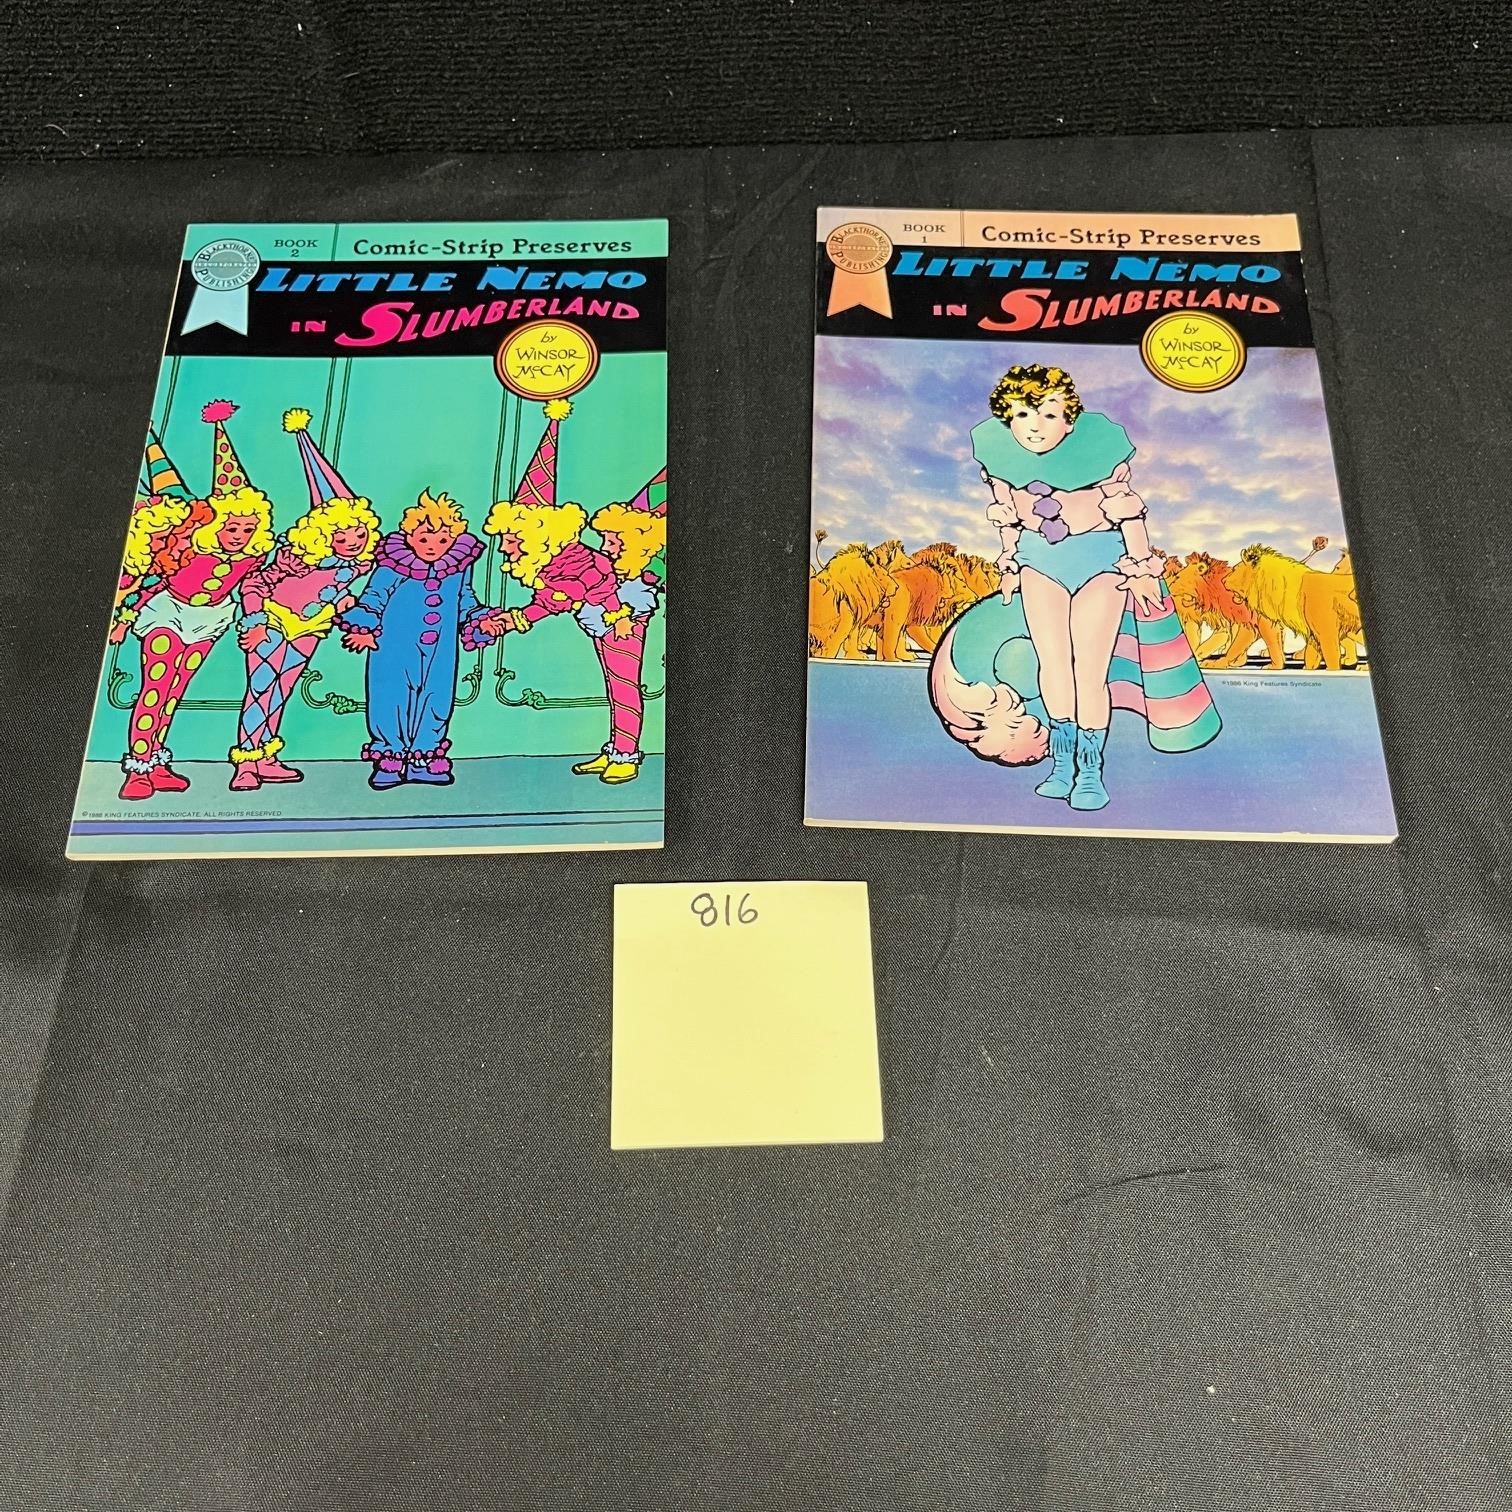 BLACKTHORNE
PUBLISHING
BOOK
2
Comic-Strip Preserves
LITTLE NEMO
IN SLUMBERLAND
by
WINSOR
McCAY
©1986 KING FEATURES SYNDICATE. ALL RIGHTS RESERVED
BLACKTHORNE
PUBLISHING
BOOK
1
Comic-Strip Preserves
LITTLE NEMO
IN SLUMBERLAND
by
WINSOR
McCAY
©1986 King Features Syndicate
816